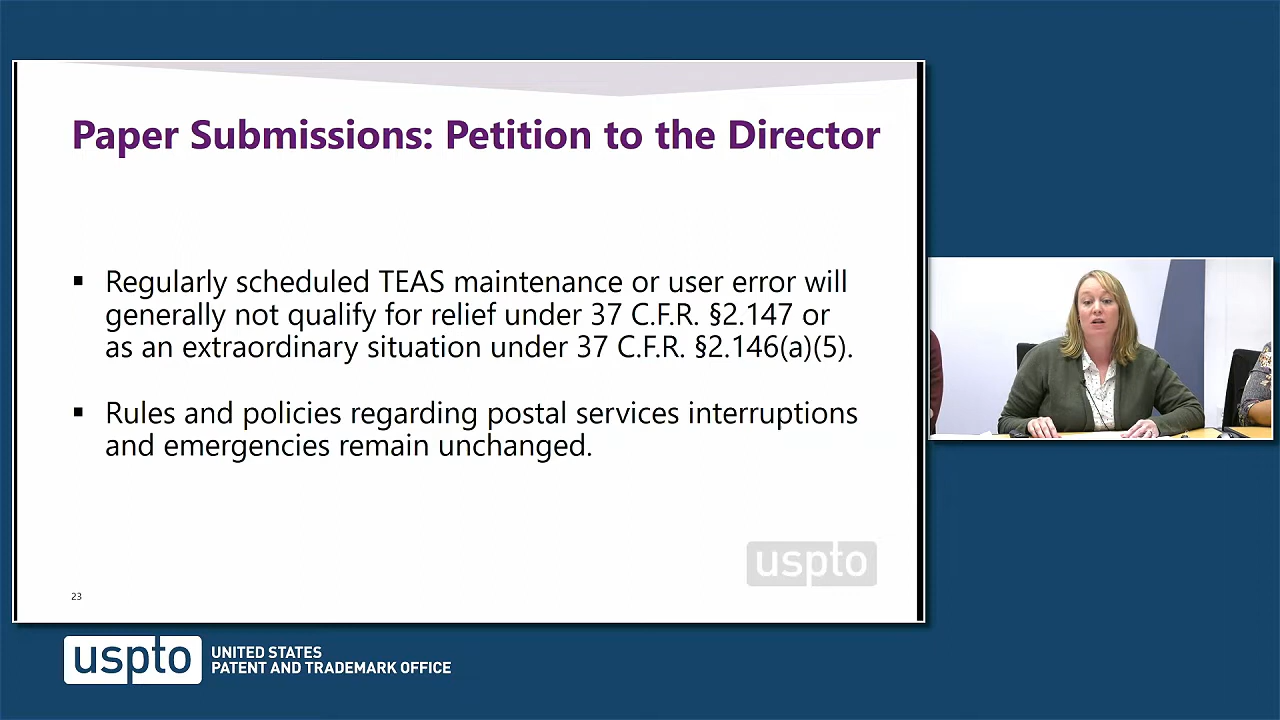 Paper Submissions: Petition to the Director
▪ Regularly scheduled TEAS maintenance or user error will
generally not qualify for relief under 37 C.F.R. §2.147 or
as an extraordinary situation under 37 C.F.R. §2.146(a)(5).
▪ Rules and policies regarding postal services interruptions
and emergencies remain unchanged.
uspto
23
uspto
UNITED STATES
PATENT AND TRADEMARK OFFICE